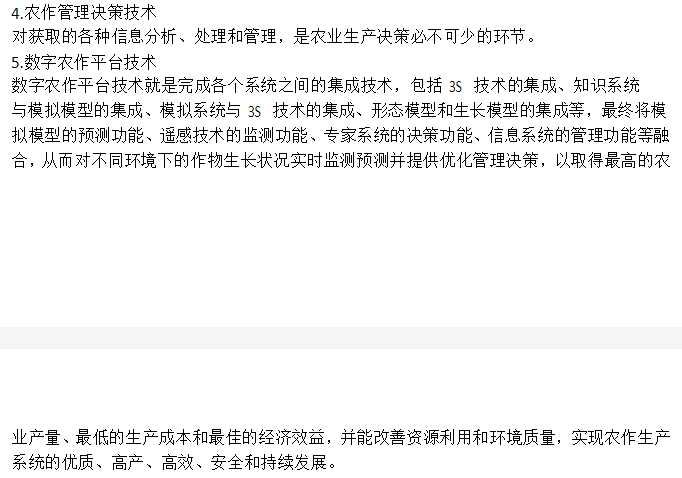 4.农作管理决策技术
对获取的各种信息分析、处理和管理，是农业生产决策必不可少的环节。
5.数字农作平台技术
数字农作平台技术就是完成各个系统之间的集成技术，包括 3S 技术的集成、知识系统
与模拟模型的集成、模拟系统与 3S 技术的集成、形态模型和生长模型的集成等，最终将模
拟模型的预测功能、遥感技术的监测功能、专家系统的决策功能、信息系统的管理功能等融
合，从而对不同环境下的作物生长状况实时监测预测并提供优化管理决策，以取得最高的农
业产量、最低的生产成本和最佳的经济效益，并能改善资源利用和环境质量，实现农作生产
系统的优质、高产、高效、安全和持续发展。